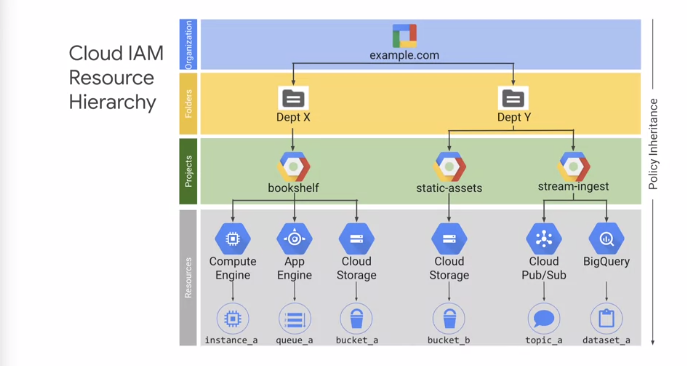 Cloud IAM
Resource
Hierarchy
Organization
example.com
Folders
Dept X
Dept Y
Projects
bookshelf
static-assets
stream-ingest
Policy Inheritance
Resources
Compute
Engine
App
Engine
Cloud
Storage
Cloud
Storage
Cloud
Pub/Sub
BigQuery
instance_a
queue_a
bucket_a
bucket_b
topic_a
dataset_a